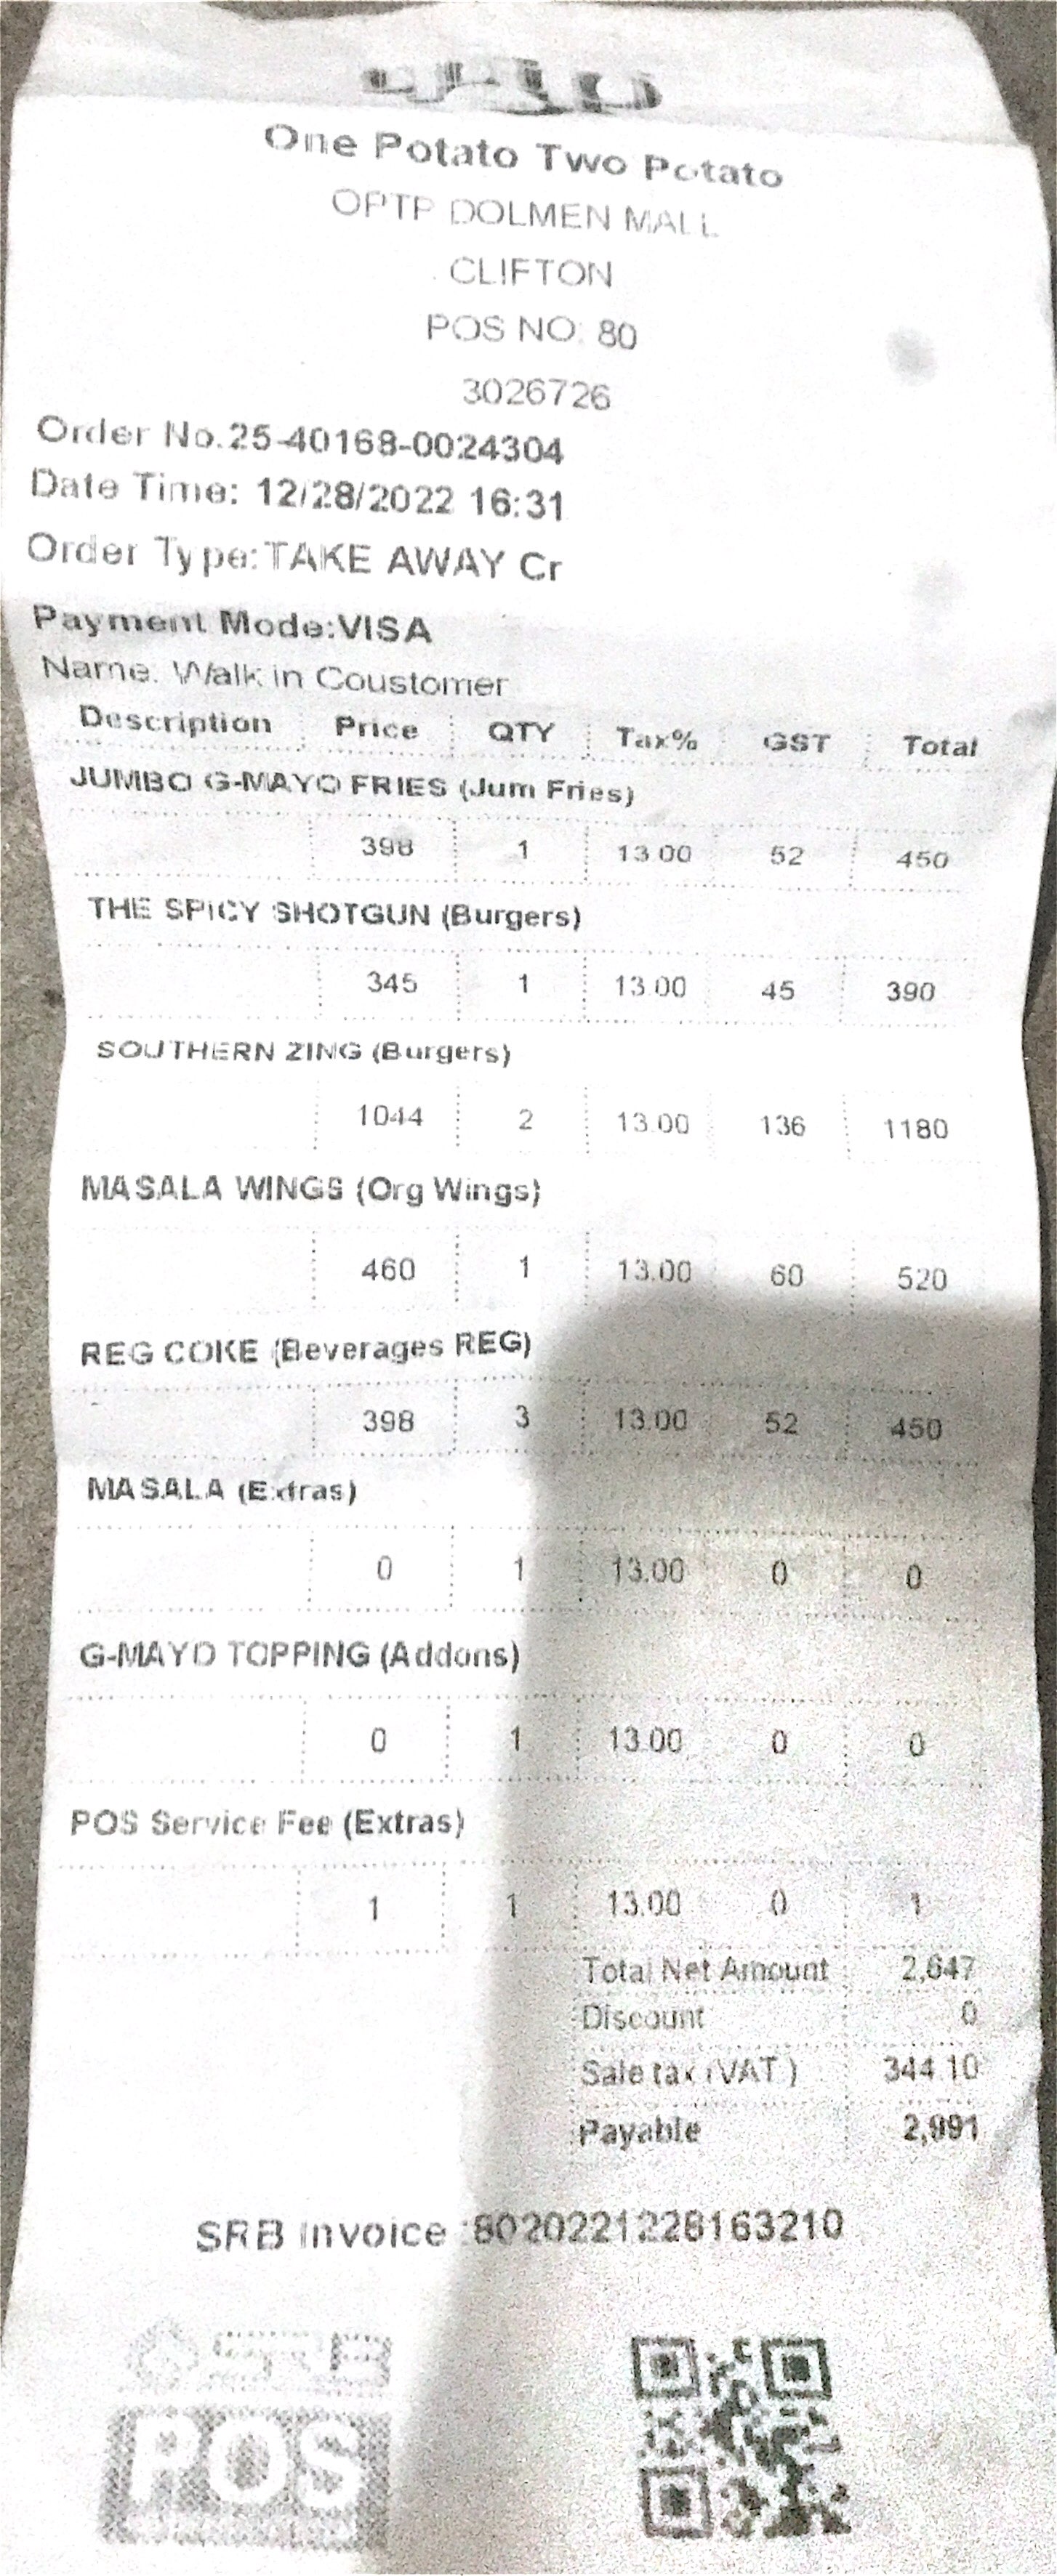 One Potato Two Potato
OPTP DOLMEN MALL
CLIFTON
POS NO: 80
3026726
Order No.25-40168-0024304
Date Time: 12/28/2022 16:31
Order Type:TAKE AWAY Cr
Payment Mode:VISA
Name: Walk in Coustomer
Description Price QTY Tax% GST Total
JUMBO G-MAYO FRIES (Jum Fries)
398 1 13.00 52 450
THE SPICY SHOTGUN (Burgers)
345 1 13.00 45 390
SOUTHERN ZING (Burgers)
1044 2 13.00 136 1180
MASALA WINGS (Org Wings)
460 1 13.00 60 520
REG COKE (Beverages REG)
398 3 13.00 52 450
MASALA (Extras)
0 1 13.00 0 0
G-MAYO TOPPING (Addons)
0 1 13.00 0 0
POS Service Fee (Extras)
1 1 13.00 0 1
Total Net Amount 2,647
Discount 0
Sale tax (VAT ) 344.10
Payable 2,991
SRB Invoice :8020221228163210
POS